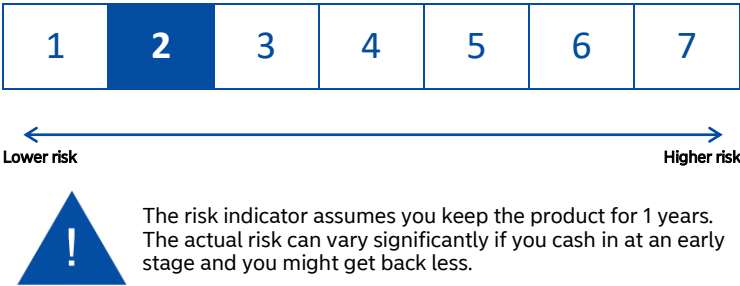 1 2 3 4 5 6 7
Lower risk Higher risk
!
The risk indicator assumes you keep the product for 1 years.
The actual risk can vary significantly if you cash in at an early
stage and you might get back less.